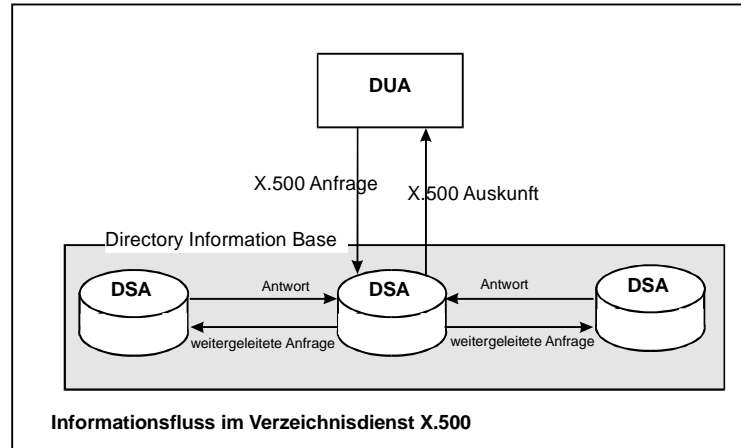 DUA
X.500 Anfrage
X.500 Auskunft
Directory Information Base
DSA
Antwort
DSA
Antwort
DSA
weitergeleitete Anfrage
weitergeleitete Anfrage
Informationsfluss im Verzeichnisdienst X.500